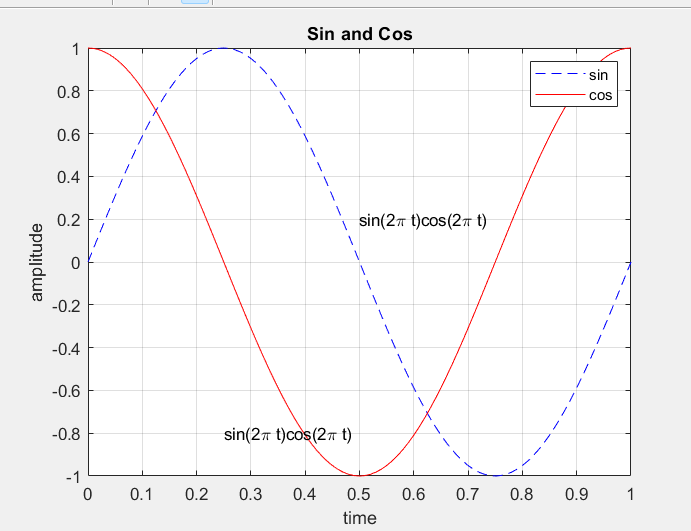 Sin and Cos
1
0.8
0.6
0.4
0.2
0
-0.2
-0.4
-0.6
-0.8
-1
amplitude
sin
cos
sin(2π t)cos(2π t)
sin(2π t)cos(2π t)
0 0.1 0.2 0.3 0.4 0.5 0.6 0.7 0.8 0.9 1
time